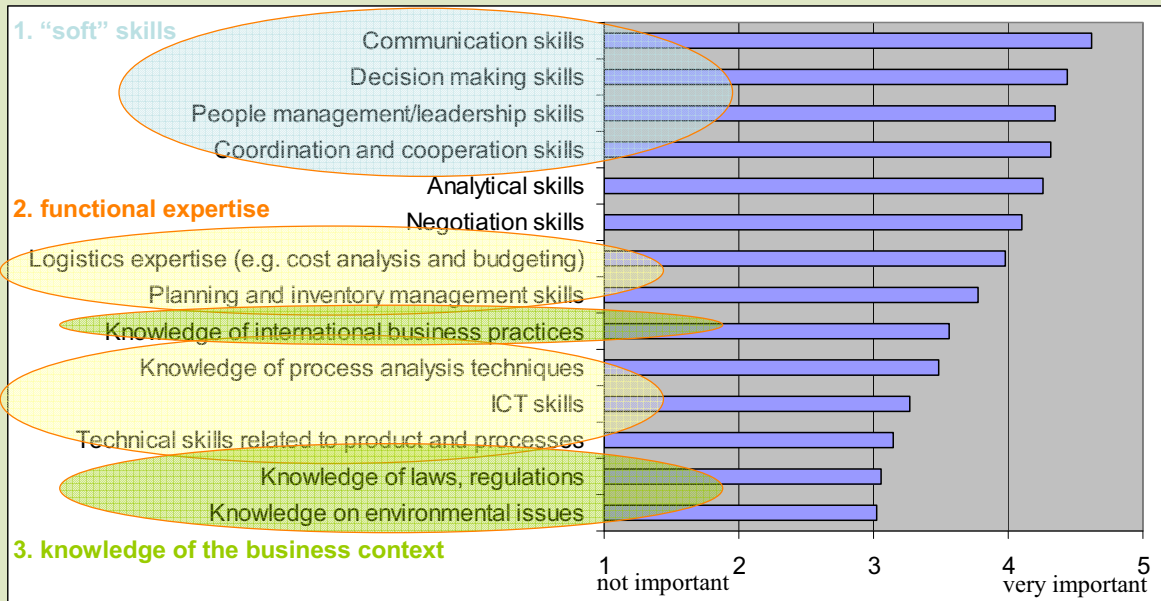 1. “soft” skills
Communication skills
Decision making skills
People management/leadership skills
Coordination and cooperation skills
Analytical skills
2. functional expertise
Negotiation skills
Logistics expertise (e.g. cost analysis and budgeting)
Planning and inventory management skills
Knowledge of international business practices
Knowledge of process analysis techniques
ICT skills
Technical skills related to product and processes
Knowledge of laws, regulations
Knowledge on environmental issues
3. knowledge of the business context
1 2 3 4 5
not important very important